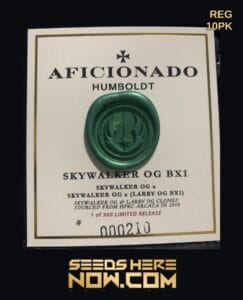 REG
10PK
AFICIONADO
HUMBOLDT
SKYWALKER OG BX1
SKYWALKER OG x
SKYWALKER OG x (LARRY OG BX1)
SKYWALKER OG & LARRY OG CLONES
SOURCED FROM HPRC ARCATA IN 2010
1 of 360 LIMITED RELEASE
# 000210
SEEDS HERE
NOW.COM